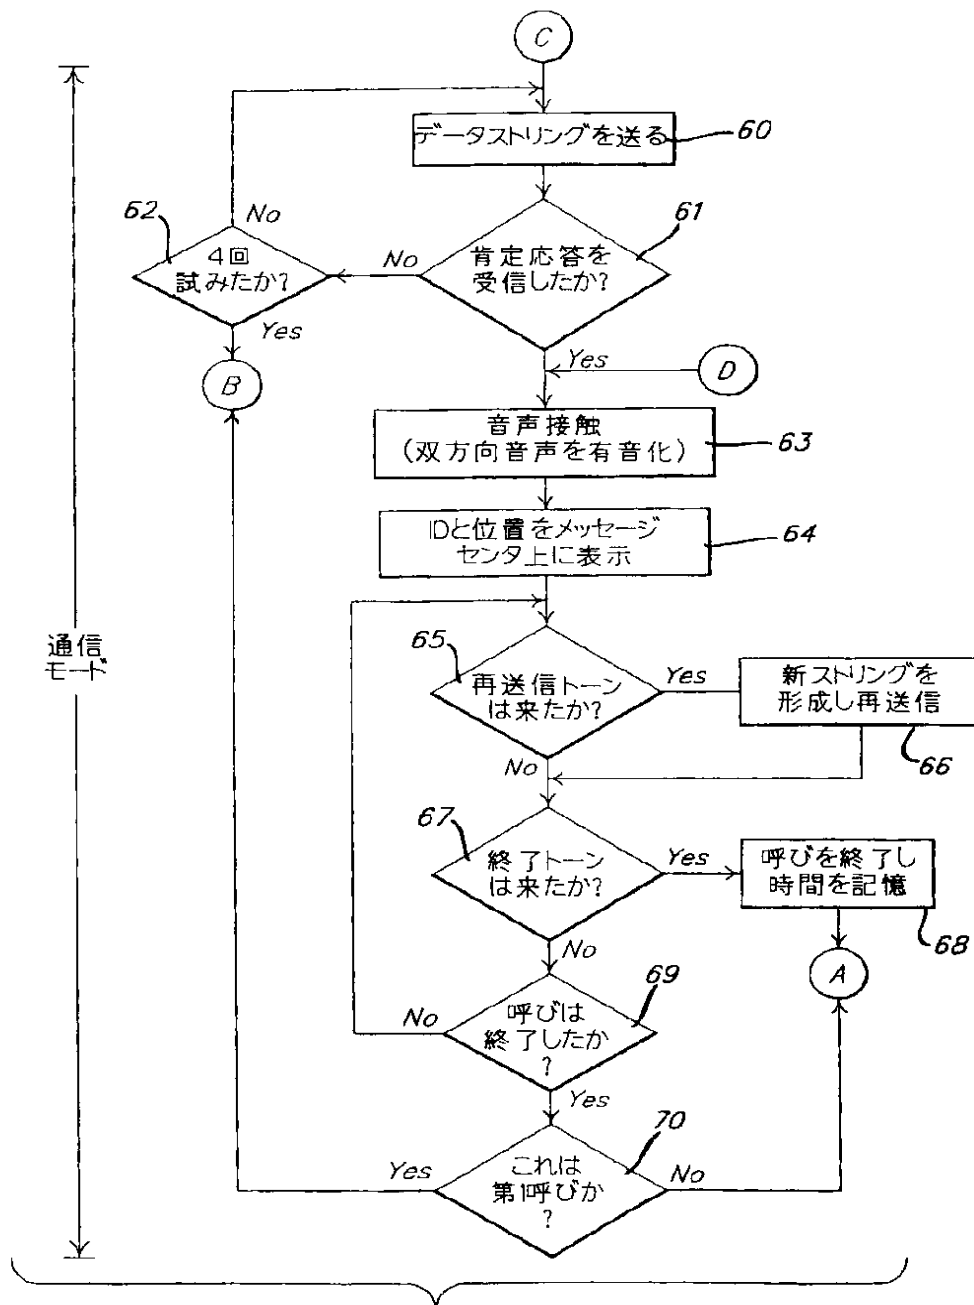 C
データストリングを送る
60
62
No
4回
試みたか?
No
61
肯定応答を
受信したか?
Yes
Yes
B
D
音声接触
(双方向音声を有音化)
63
IDと位置をメッセージ
センタ上に表示
64
通信
モード
65
再送信トーン
は来たか?
Yes
新ストリングを
形成し再送信
66
No
67
終了トーン
は来たか?
Yes
呼びを終了し
時間を記憶
68
No
A
69
No
呼びは
終了したか
?
Yes
70
Yes
これは
第1呼びか
?
No